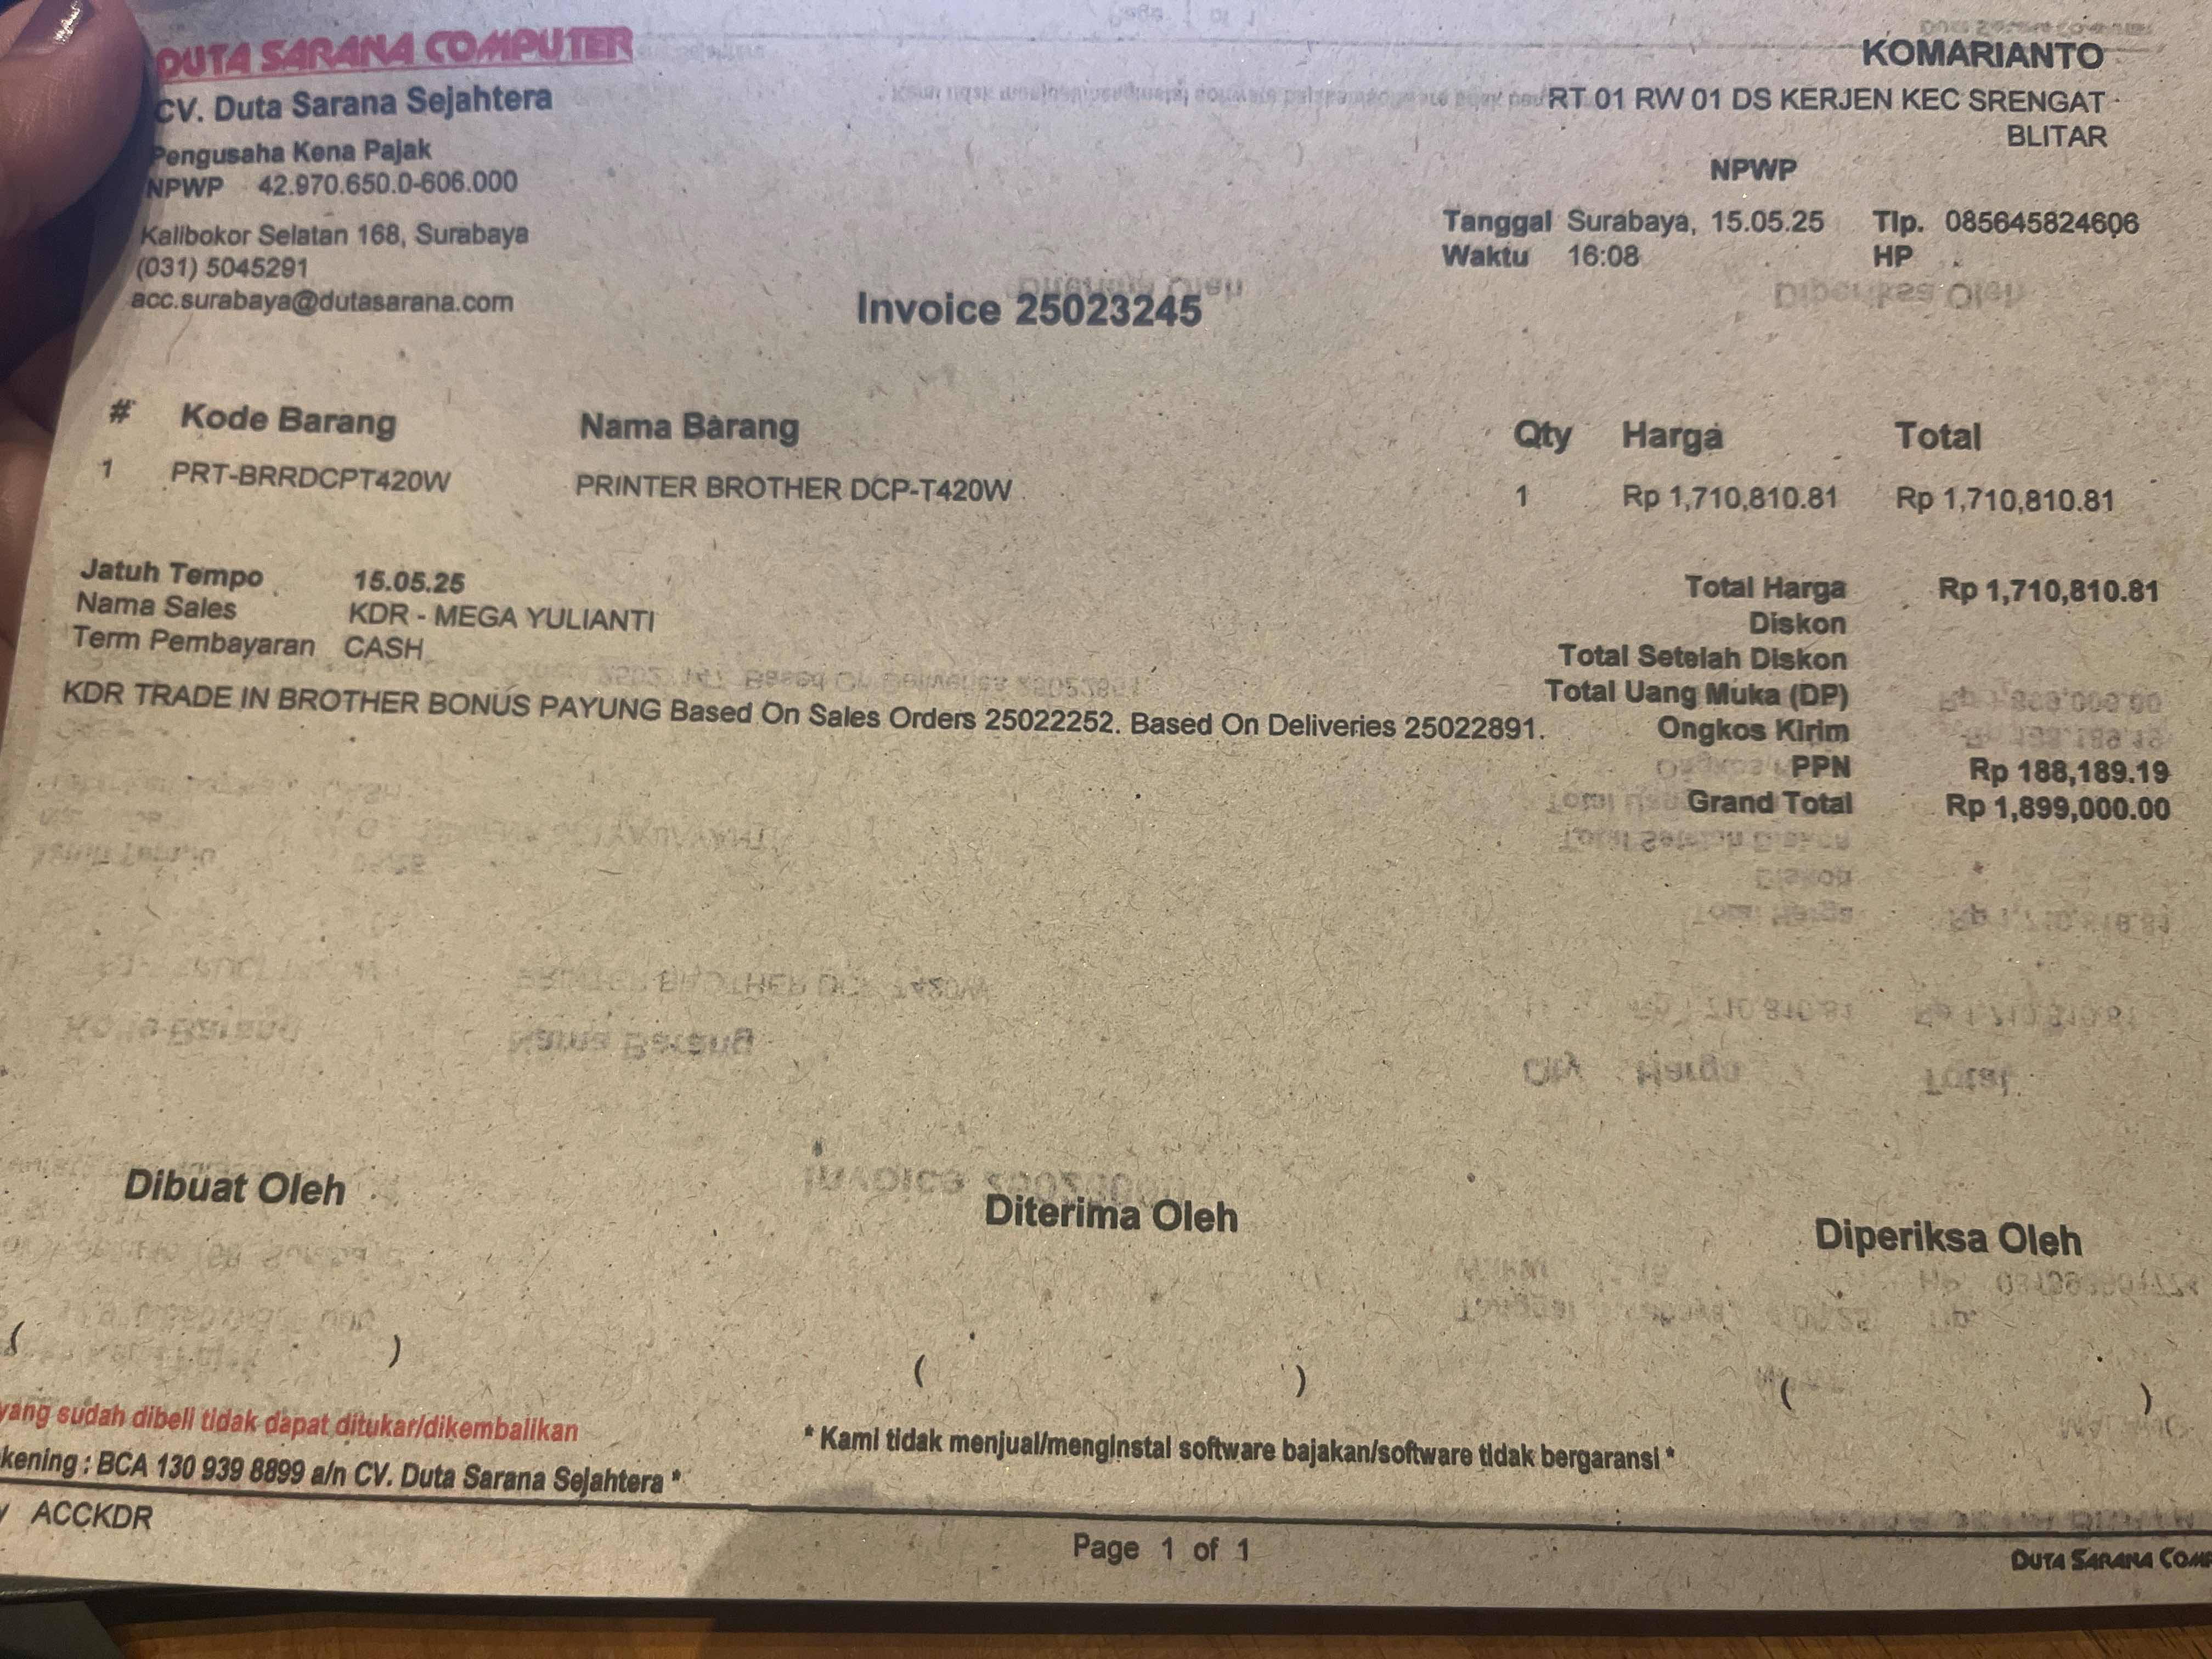 DUTA SARANA COMPUTER
CV. Duta Sarana Sejahtera
Pengusaha Kena Pajak
NPWP 42.970.650.0-606.000
Kalibokor Selatan 168, Surabaya
(031) 5045291
acc.surabaya@dutasarana.com
KOMARIANTO
RT 01 RW 01 DS KERJEN KEC SRENGAT
BLITAR
NPWP
Tanggal Surabaya, 15.05.25 Tlp. 085645824606
Waktu 16:08 HP
Invoice 25023245
# Kode Barang Nama Barang Qty Harga Total
1 PRT-BRRDCPT420W PRINTER BROTHER DCP-T420W 1 Rp 1,710,810.81 Rp 1,710,810.81
Jatuh Tempo 15.05.25
Nama Sales KDR - MEGA YULIANTI
Term Pembayaran CASH
KDR TRADE IN BROTHER BONUS PAYUNG Based On Sales Orders 25022252. Based On Deliveries 25022891.
Total Harga Rp 1,710,810.81
Diskon
Total Setelah Diskon
Total Uang Muka (DP)
Ongkos Kirim
PPN Rp 188,189.19
Grand Total Rp 1,899,000.00
Dibuat Oleh Diterima Oleh Diperiksa Oleh
( ) ( ) ( )
yang sudah dibeli tidak dapat ditukar/dikembalikan
kening : BCA 130 939 8899 a/n CV. Duta Sarana Sejahtera *
* Kami tidak menjual/menginstal software bajakan/software tidak bergaransi *
ACCKDR
Page 1 of 1
DUTA SARANA COM